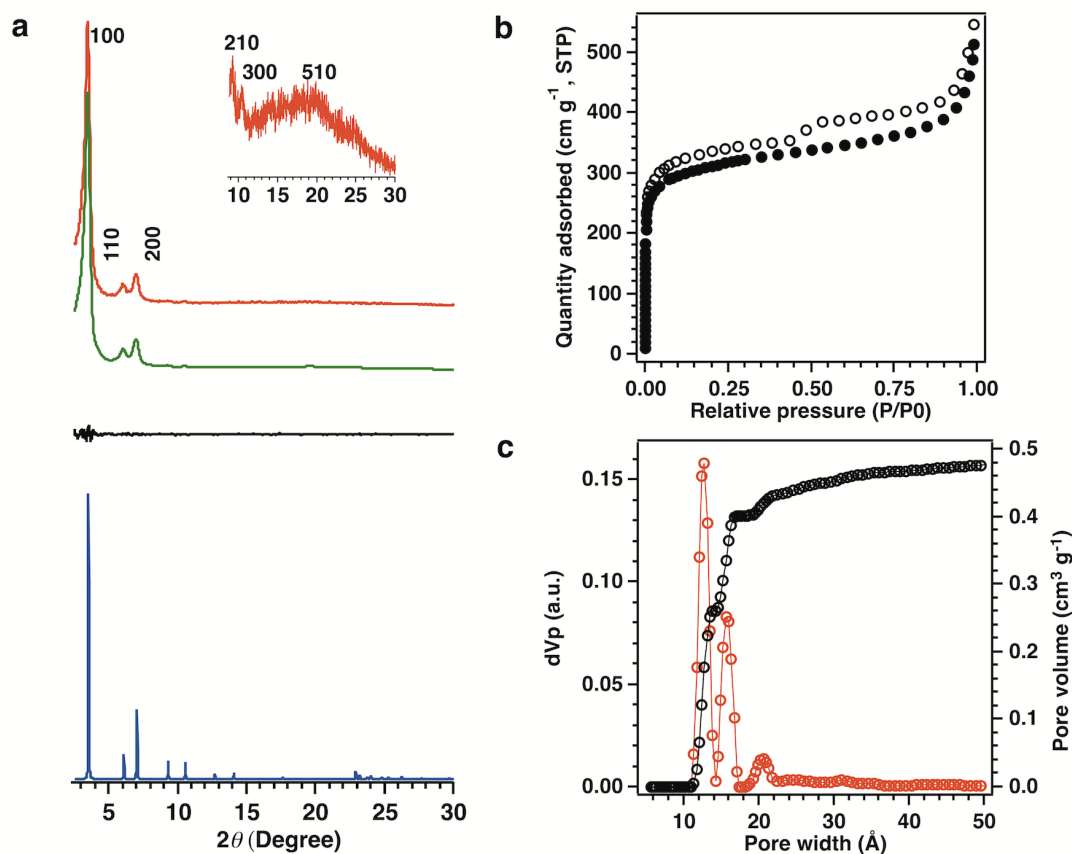 a
100
110
200
210
300
510
10 15 20 25 30
5 10 15 20 25 30
2θ (Degree)
b
Quantity adsorbed (cm g⁻¹ , STP)
500
400
300
200
100
0
0.00 0.25 0.50 0.75 1.00
Relative pressure (P/P0)
c
dVp (a.u.)
0.15
0.10
0.05
0.00
0.5
0.4
0.3
0.2
0.1
0.0
Pore volume (cm³ g⁻¹)
10 20 30 40 50
Pore width (Å)